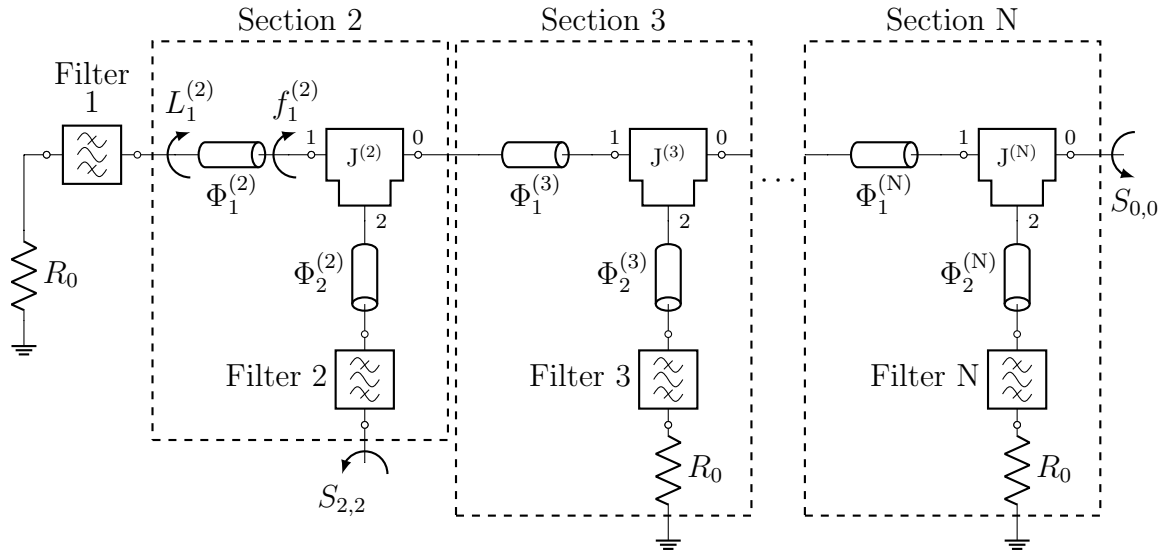 Section 2
Section 3
Section N
Filter
1
L₁⁽²⁾
f₁⁽²⁾
1
J⁽²⁾
0
1
J⁽³⁾
0
1
J⁽ᴺ⁾
0
Φ₁⁽²⁾
Φ₁⁽³⁾
. . .
Φ₁⁽ᴺ⁾
S₀,₀
2
2
2
R₀
Φ₂⁽²⁾
Φ₂⁽³⁾
Φ₂⁽ᴺ⁾
Filter 2
Filter 3
Filter N
S₂,₂
R₀
R₀